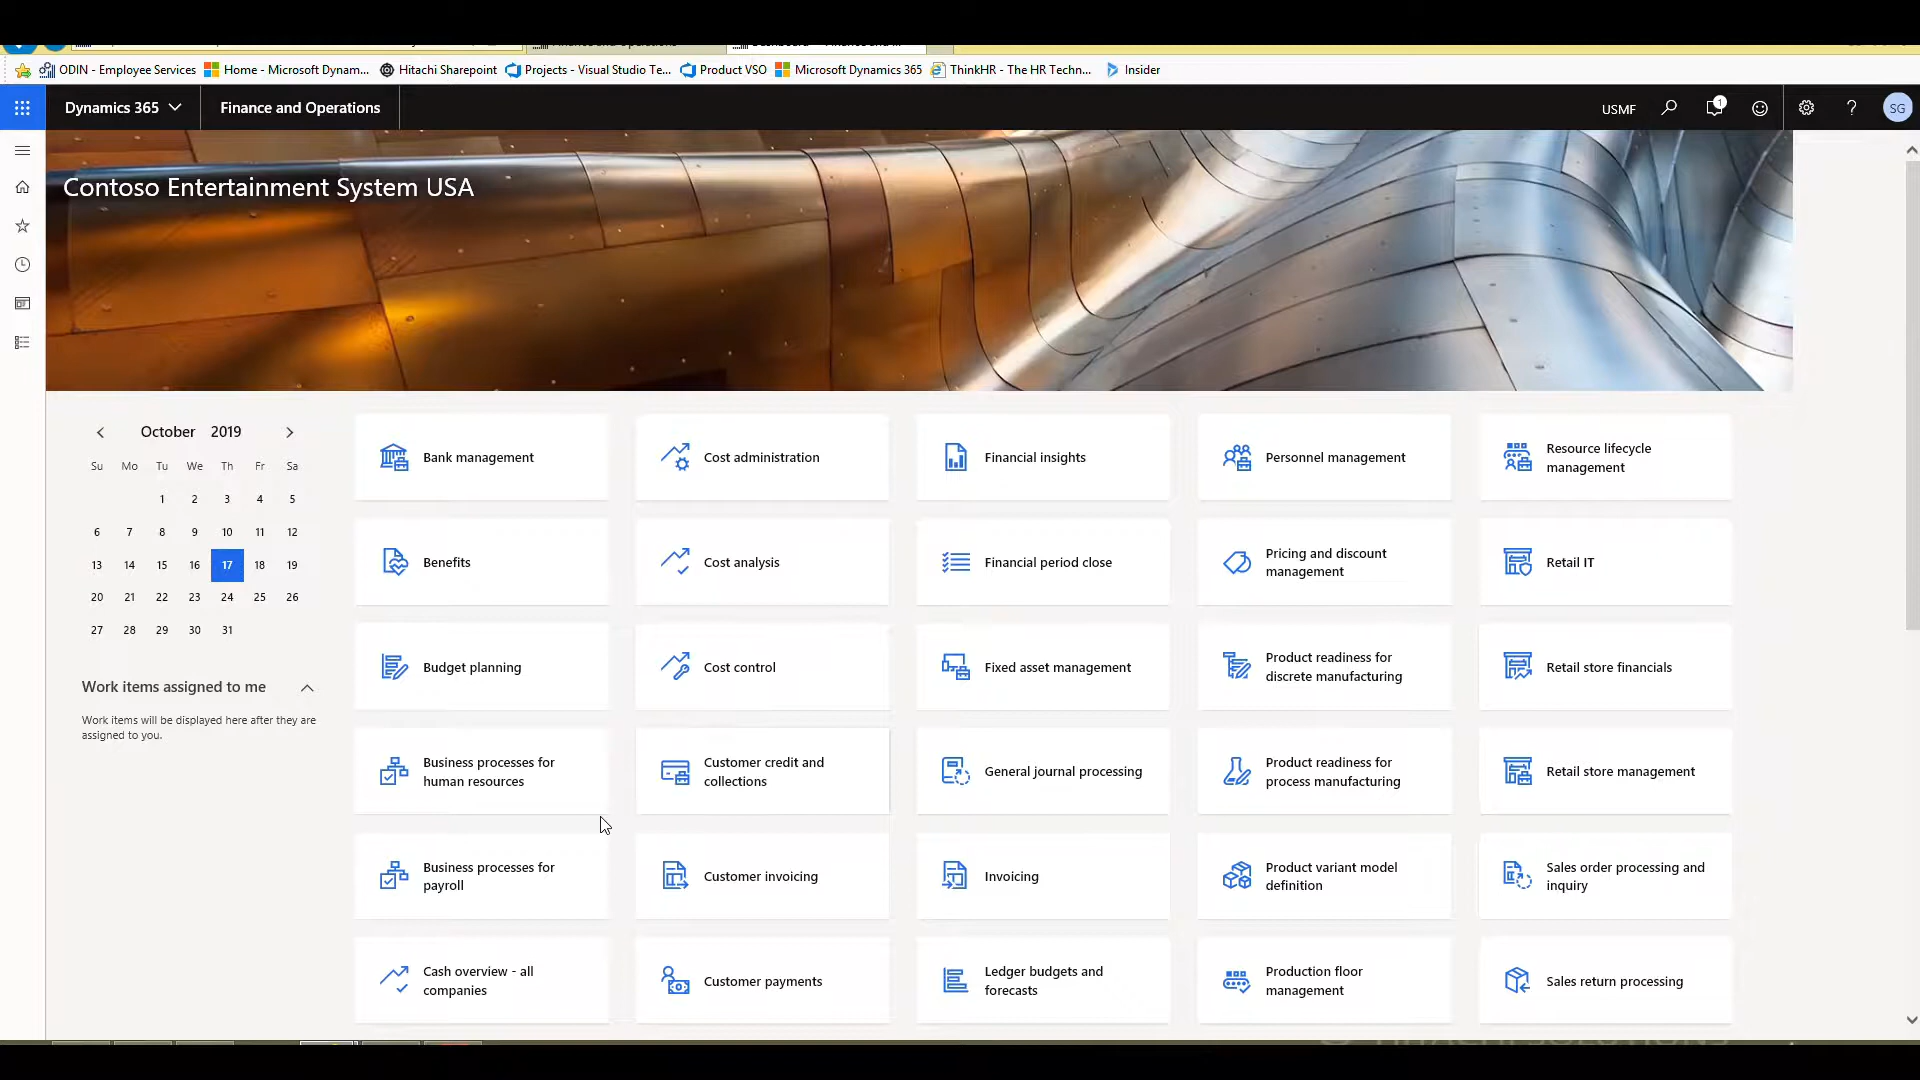 ODIN - Employee Services
Home - Microsoft Dynam...
Hitachi Sharepoint
Projects - Visual Studio Te...
Product VSO
Microsoft Dynamics 365
ThinkHR - The HR Techn...
Insider
Dynamics 365
Finance and Operations
USMF
1
?
SG
Contoso Entertainment System USA
October 2019
Su Mo Tu We Th Fr Sa
1 2 3 4 5
6 7 8 9 10 11 12
13 14 15 16 17 18 19
20 21 22 23 24 25 26
27 28 29 30 31
Work items assigned to me
Work items will be displayed here after they are
assigned to you.
Bank management
Cost administration
Financial insights
Personnel management
Resource lifecycle
management
Benefits
Cost analysis
Financial period close
Pricing and discount
management
Retail IT
Budget planning
Cost control
Fixed asset management
Product readiness for
discrete manufacturing
Retail store financials
Business processes for
human resources
Customer credit and
collections
General journal processing
Product readiness for
process manufacturing
Retail store management
Business processes for
payroll
Customer invoicing
Invoicing
Product variant model
definition
Sales order processing and
inquiry
Cash overview - all
companies
Customer payments
Ledger budgets and
forecasts
Production floor
management
Sales return processing